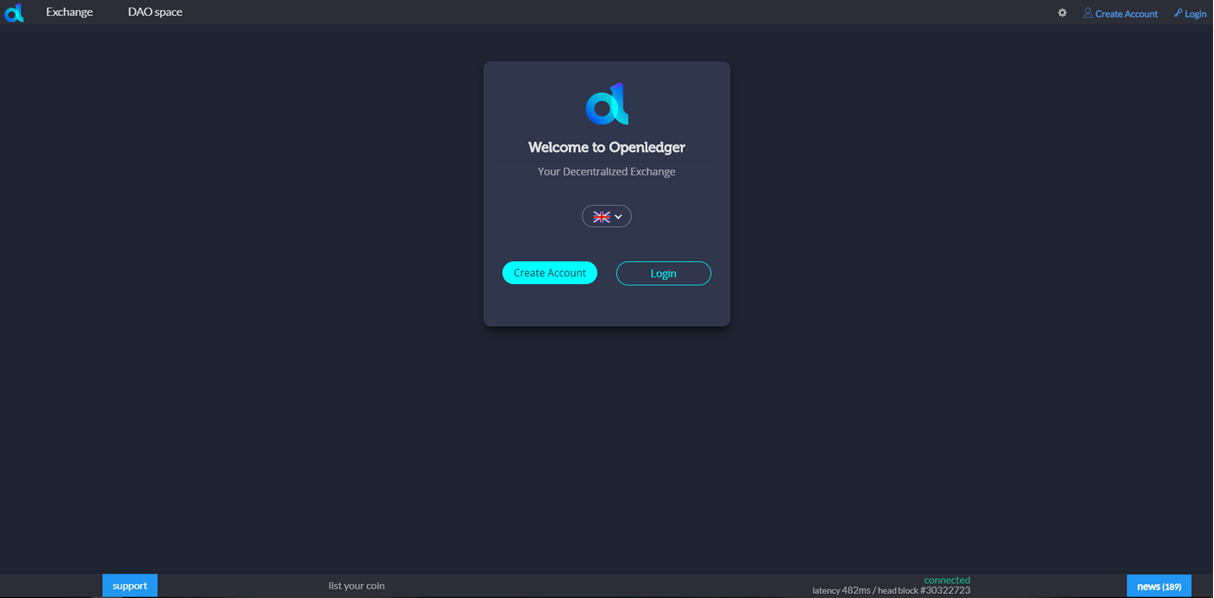 Exchange DAO space Create Account Login
Welcome to Openledger
Your Decentralized Exchange
Create Account Login
support list your coin connected news (189)
latency 482ms / head block #30322723